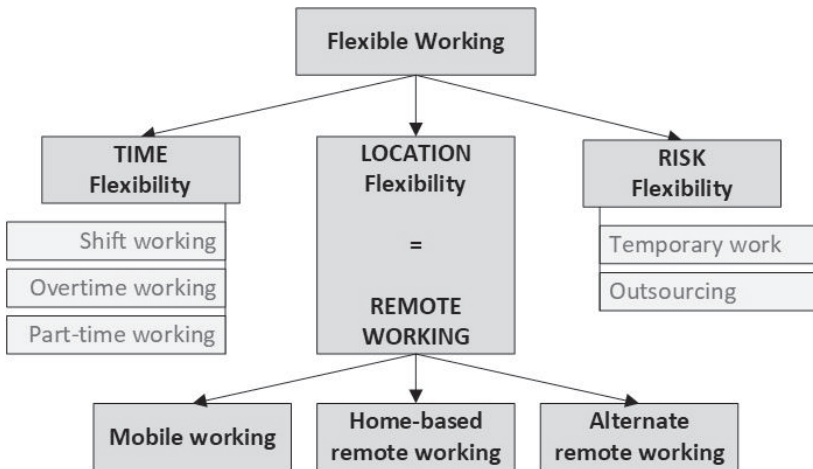 Flexible Working
TIME
Flexibility
Shift working
Overtime working
Part-time working
LOCATION
Flexibility
=
REMOTE
WORKING
RISK
Flexibility
Temporary work
Outsourcing
Mobile working
Home-based
remote working
Alternate
remote working